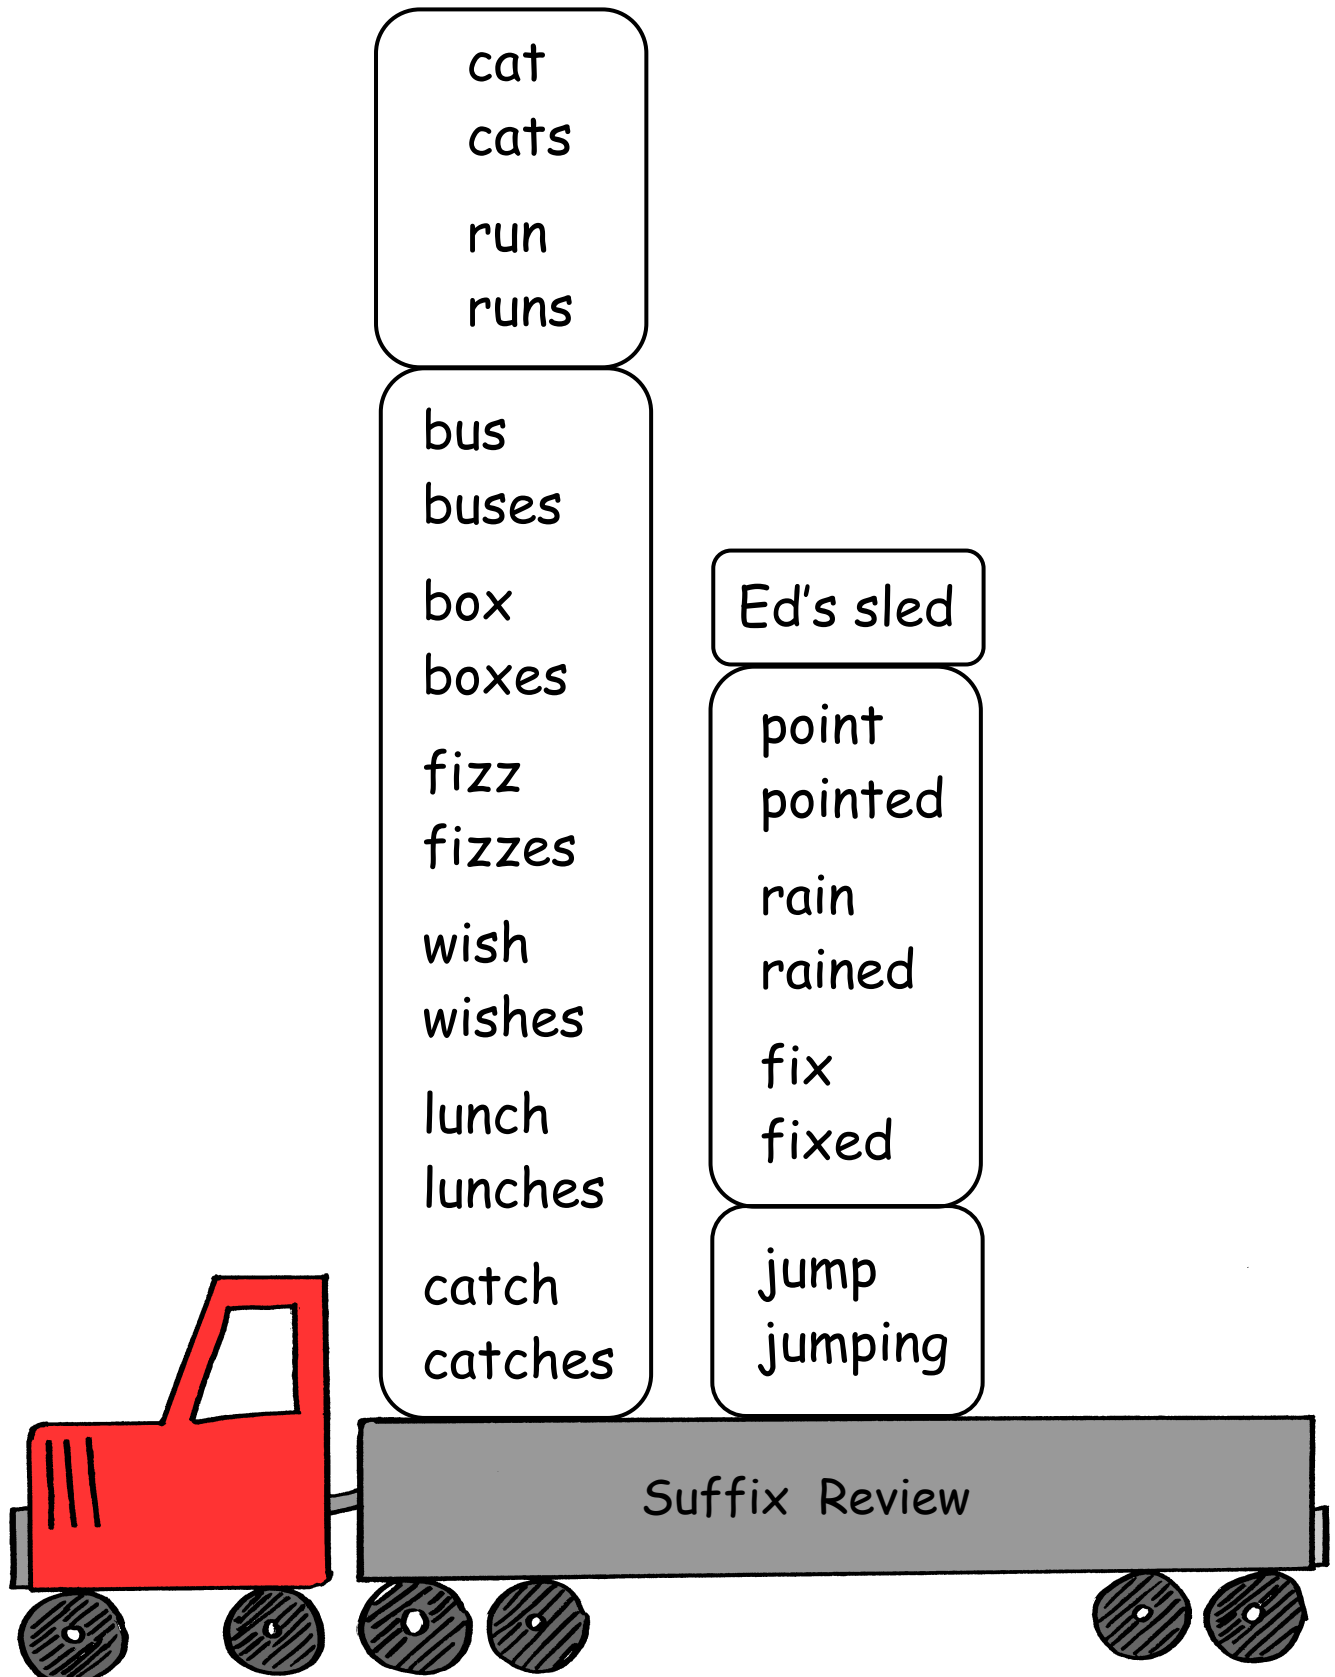 cat
cats
run
runs
bus
buses
box
boxes
fizz
fizzes
wish
wishes
lunch
lunches
catch
catches
Ed's sled
point
pointed
rain
rained
fix
fixed
jump
jumping
Suffix Review